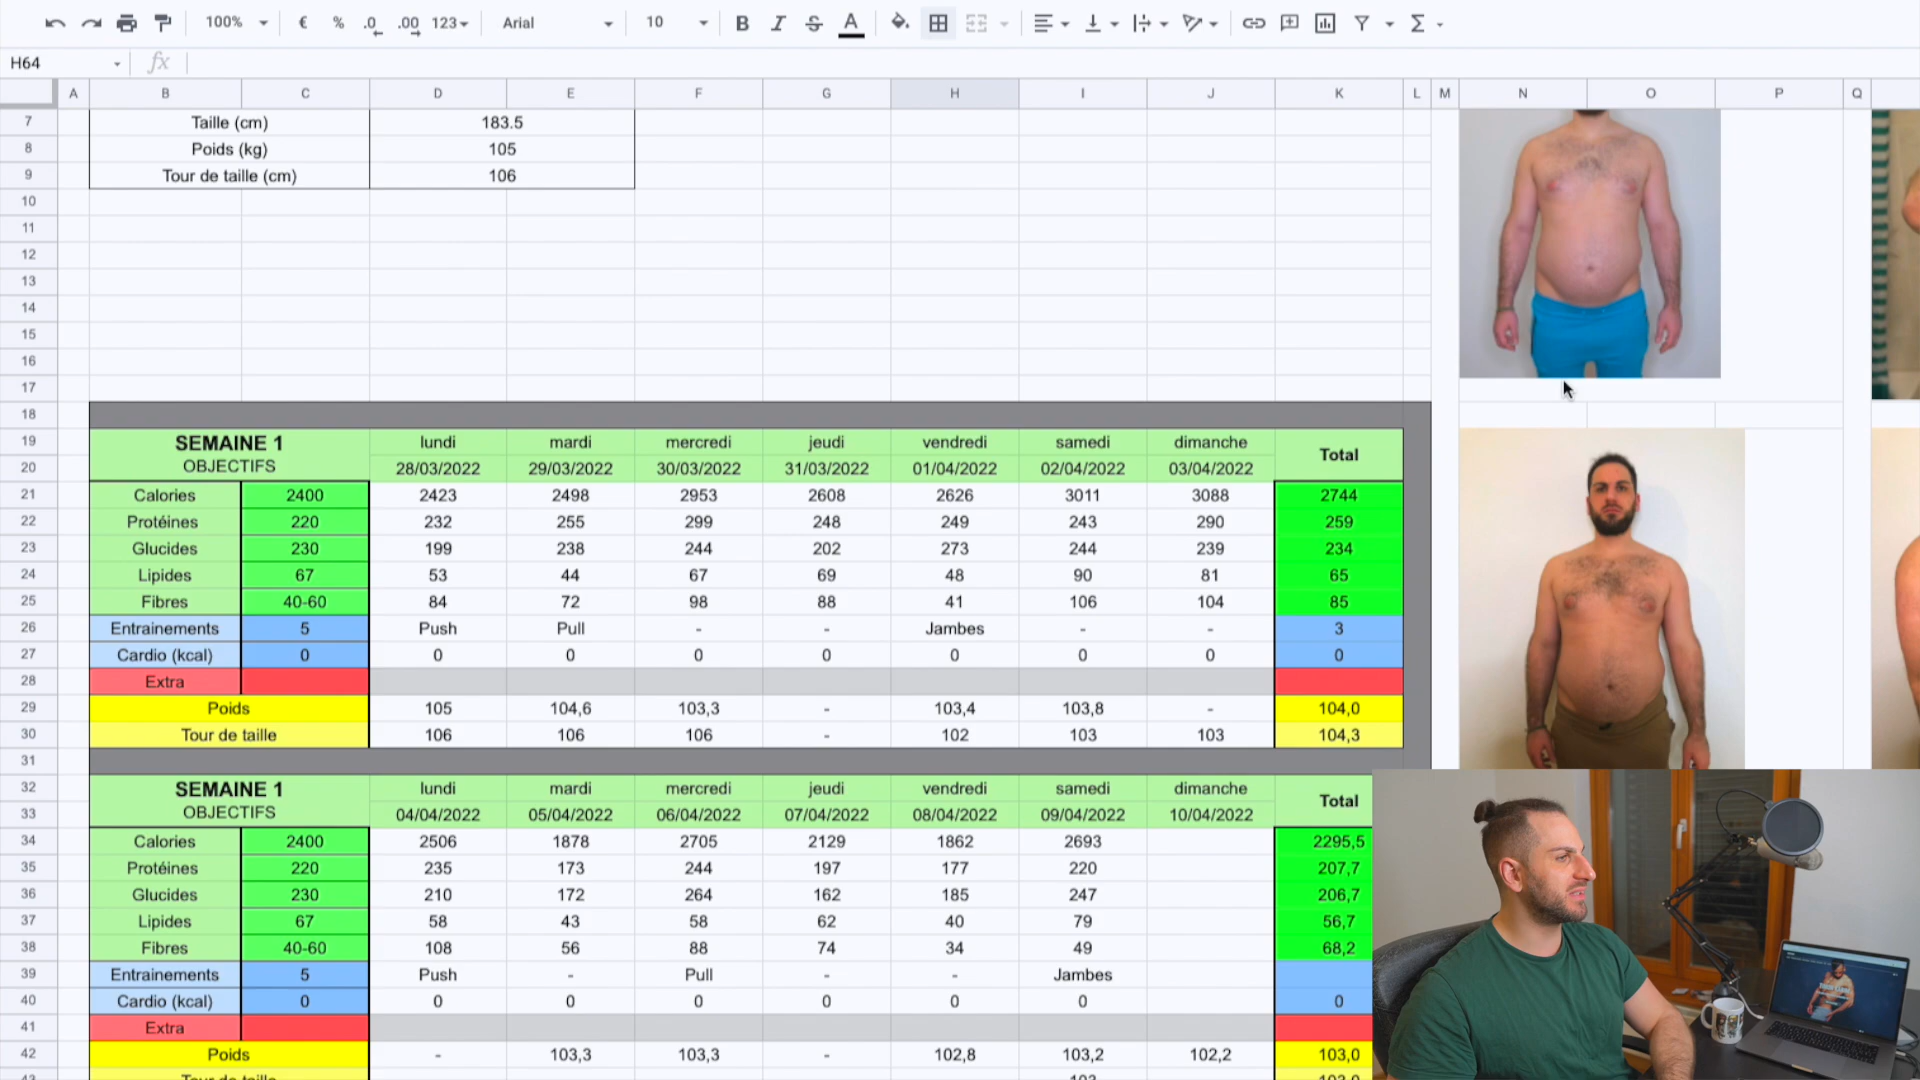 100% € % .0 .00 123 Arial 10 B I S A Σ
H64 fx
A B C D E F G H I J K L M N O P Q
7 Taille (cm) 183.5
8 Poids (kg) 105
9 Tour de taille (cm) 106
10
11
12
13
14
15
16
17
18
19 SEMAINE 1 lundi mardi mercredi jeudi vendredi samedi dimanche Total
20 OBJECTIFS 28/03/2022 29/03/2022 30/03/2022 31/03/2022 01/04/2022 02/04/2022 03/04/2022
21 Calories 2400 2423 2498 2953 2608 2626 3011 3088 2744
22 Protéines 220 232 255 299 248 249 243 290 259
23 Glucides 230 199 238 244 202 273 244 239 234
24 Lipides 67 53 44 67 69 48 90 81 65
25 Fibres 40-60 84 72 98 88 41 106 104 85
26 Entrainements 5 Push Pull - - Jambes - - 3
27 Cardio (kcal) 0 0 0 0 0 0 0 0 0
28 Extra
29 Poids 105 104,6 103,3 - 103,4 103,8 - 104,0
30 Tour de taille 106 106 106 - 102 103 103 104,3
31
32 SEMAINE 1 lundi mardi mercredi jeudi vendredi samedi dimanche Total
33 OBJECTIFS 04/04/2022 05/04/2022 06/04/2022 07/04/2022 08/04/2022 09/04/2022 10/04/2022
34 Calories 2400 2506 1878 2705 2129 1862 2693 2295,5
35 Protéines 220 235 173 244 197 177 220 207,7
36 Glucides 230 210 172 264 162 185 247 206,7
37 Lipides 67 58 43 58 62 40 79 56,7
38 Fibres 40-60 108 56 88 74 34 49 68,2
39 Entrainements 5 Push - Pull - - Jambes
40 Cardio (kcal) 0 0 0 0 0 0 0 0
41 Extra
42 Poids - 103,3 103,3 - 102,8 103,2 102,2 103,0